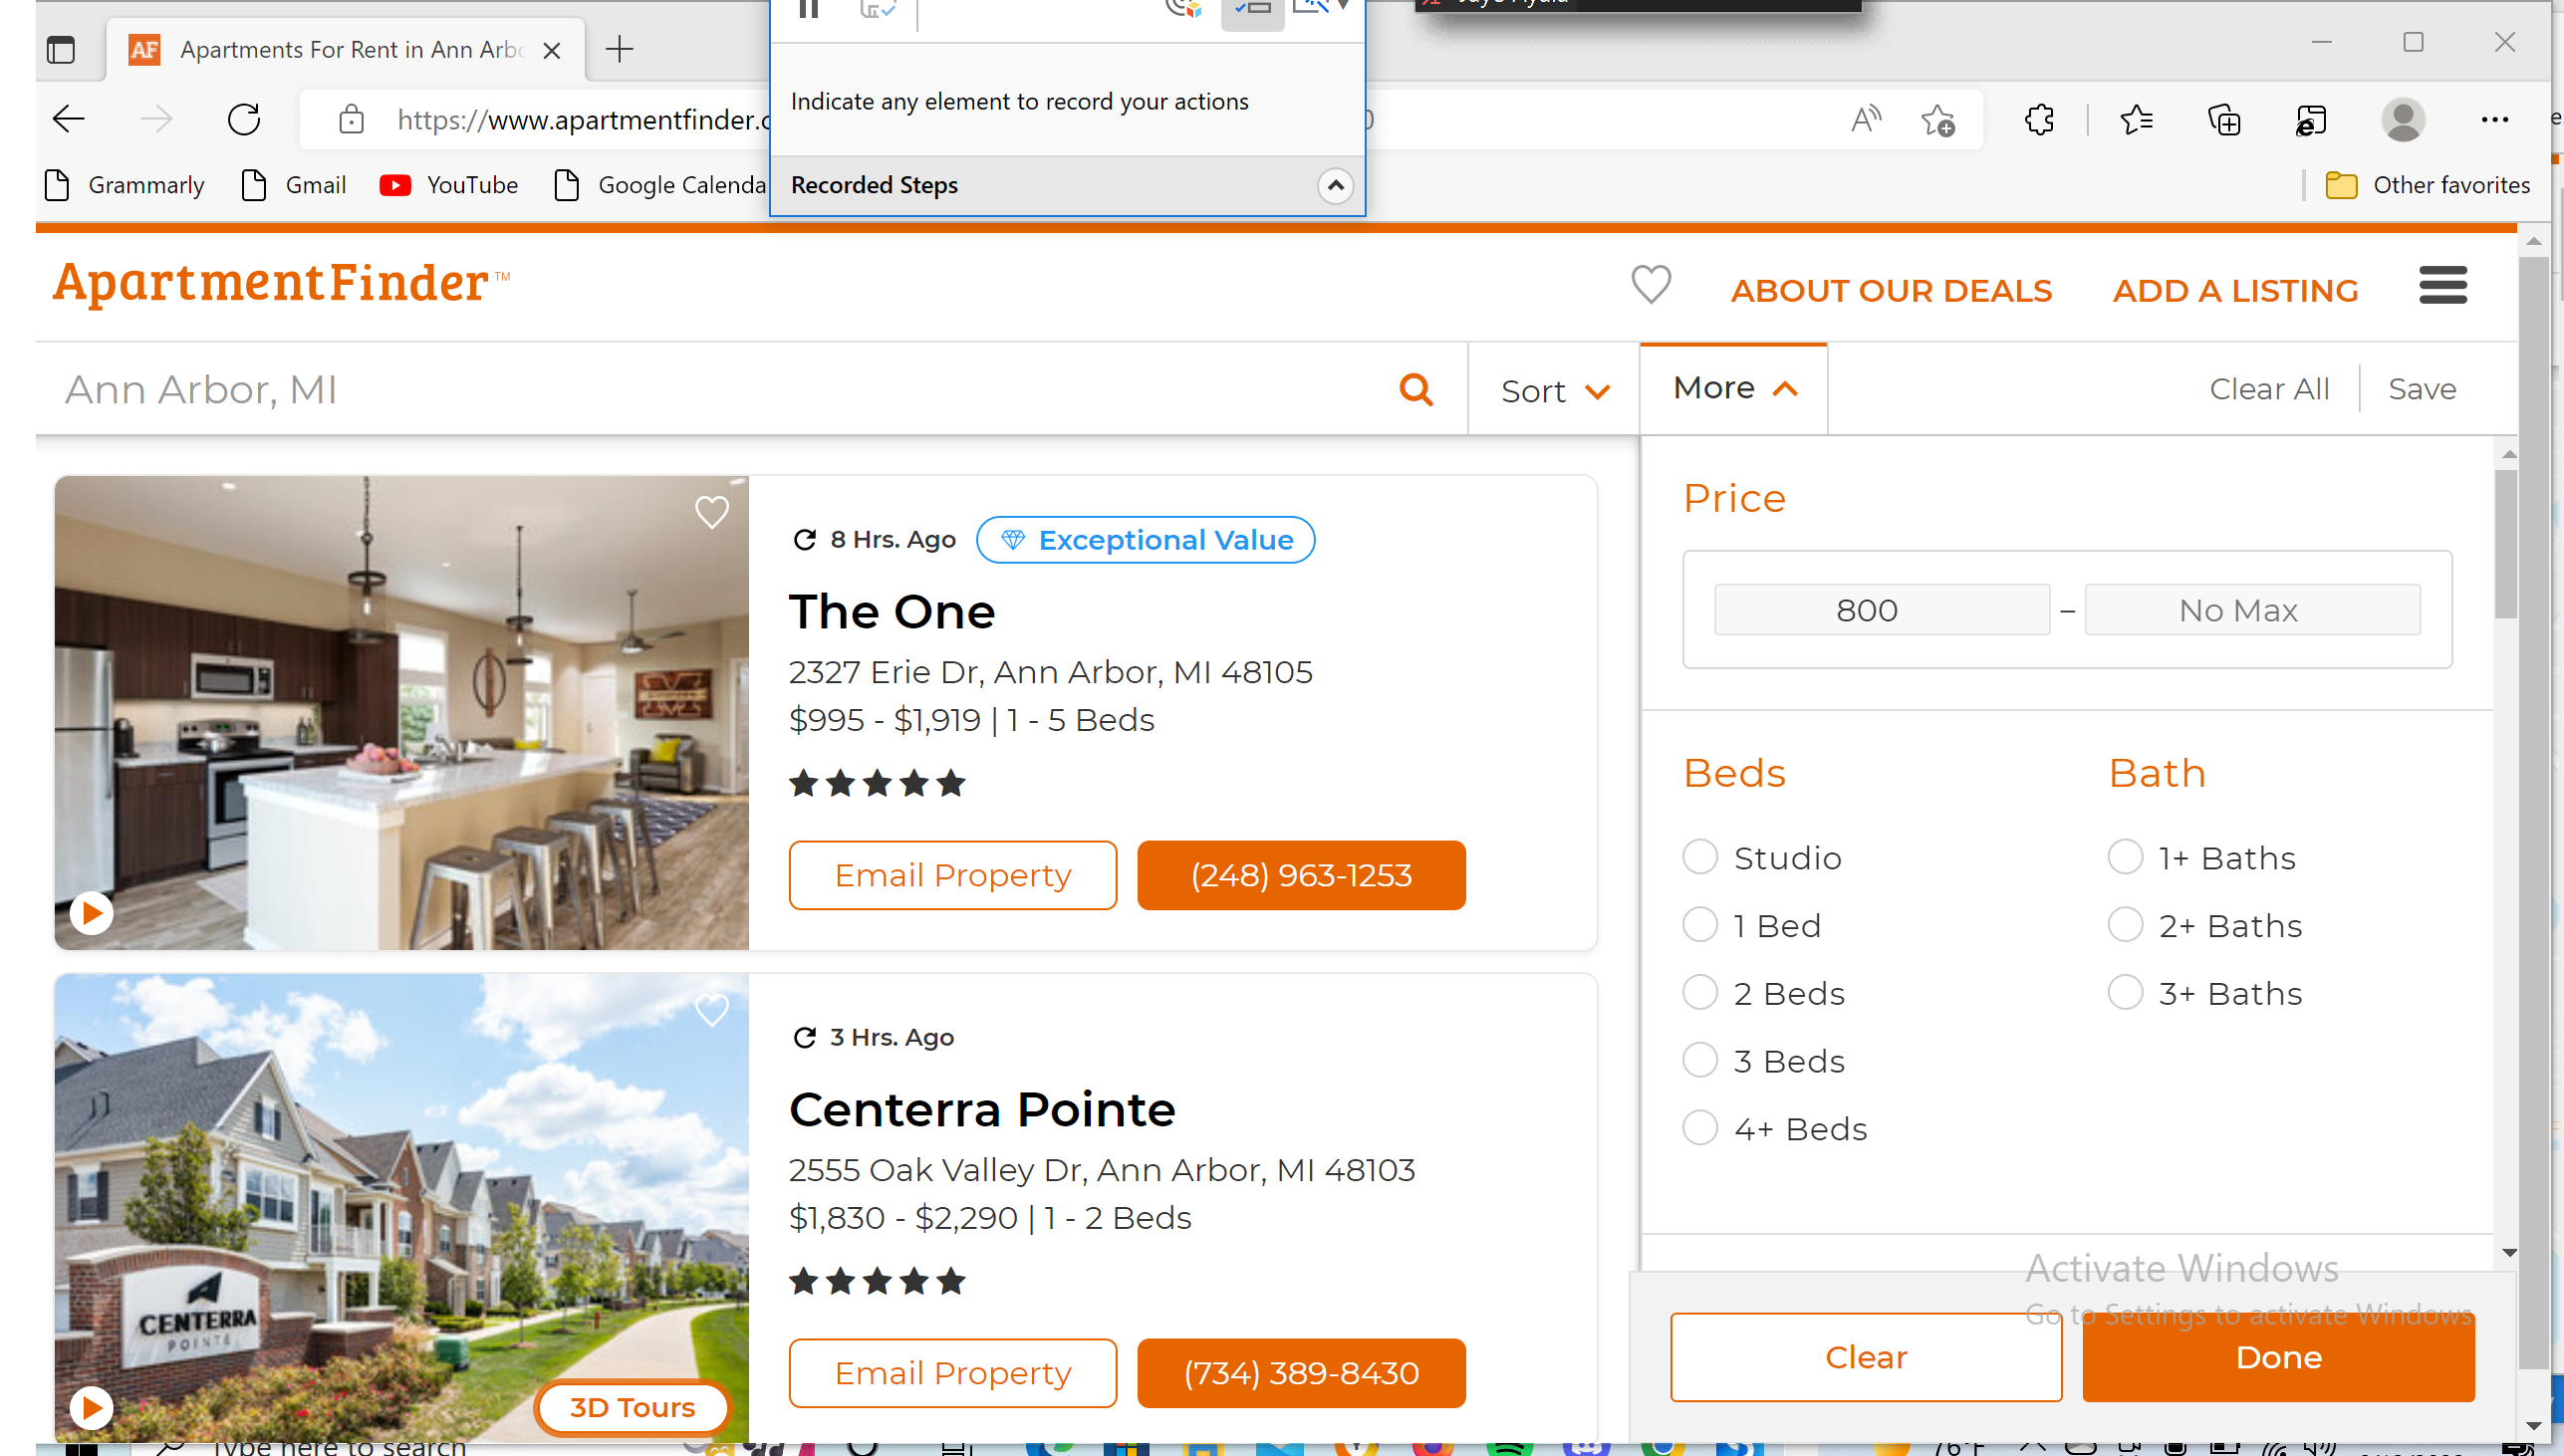 AF Apartments For Rent in Ann Arbo
Indicate any element to record your actions
https://www.apartmentfinder.c
Grammarly Gmail YouTube Google Calenda
Recorded Steps
Other favorites
ApartmentFinder™
ABOUT OUR DEALS ADD A LISTING
Ann Arbor, MI
Sort More Clear All Save
8 Hrs. Ago Exceptional Value
The One
2327 Erie Dr, Ann Arbor, MI 48105
$995 - $1,919 | 1 - 5 Beds
Email Property (248) 963-1253
CENTERRA
POINTE
3D Tours
3 Hrs. Ago
Centerra Pointe
2555 Oak Valley Dr, Ann Arbor, MI 48103
$1,830 - $2,290 | 1 - 2 Beds
Email Property (734) 389-8430
Price
800 – No Max
Beds
Studio
1 Bed
2 Beds
3 Beds
4+ Beds
Bath
1+ Baths
2+ Baths
3+ Baths
Activate Windows
Go to Settings to activate Windows.
Clear Done
Type here to search
76°F